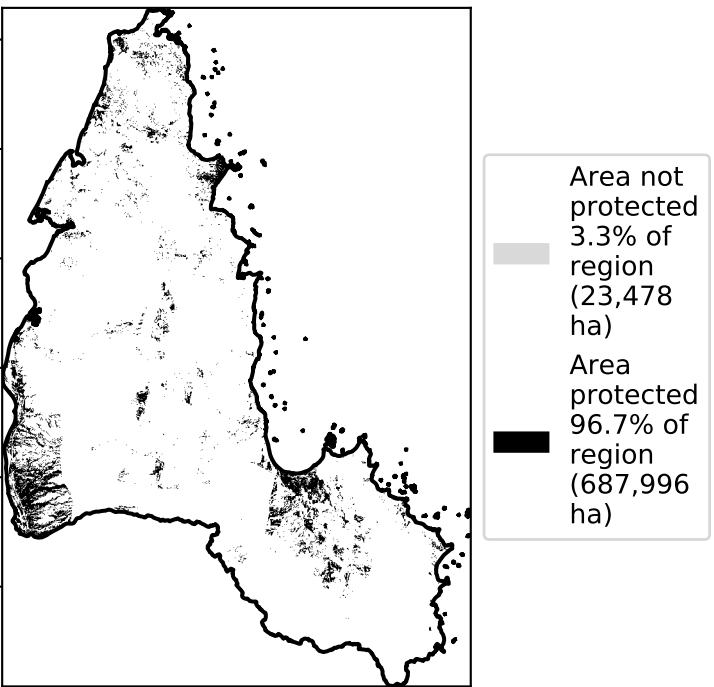 Area not
protected
3.3% of
region
(23,478
ha)
Area
protected
96.7% of
region
(687,996
ha)